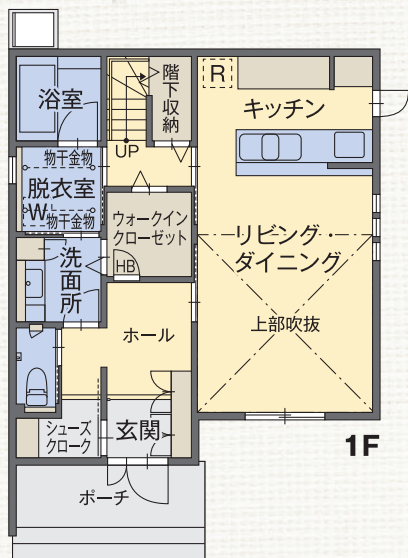 浴室
階下
収納
R
キッチン
UP
物干金物
脱衣室
W
物干金物
ウォークイン
クローゼット
HB
リビング・
ダイニング
洗面所
ホール
上部吹抜
シューズ
クローク
玄関
1F
ポーチ